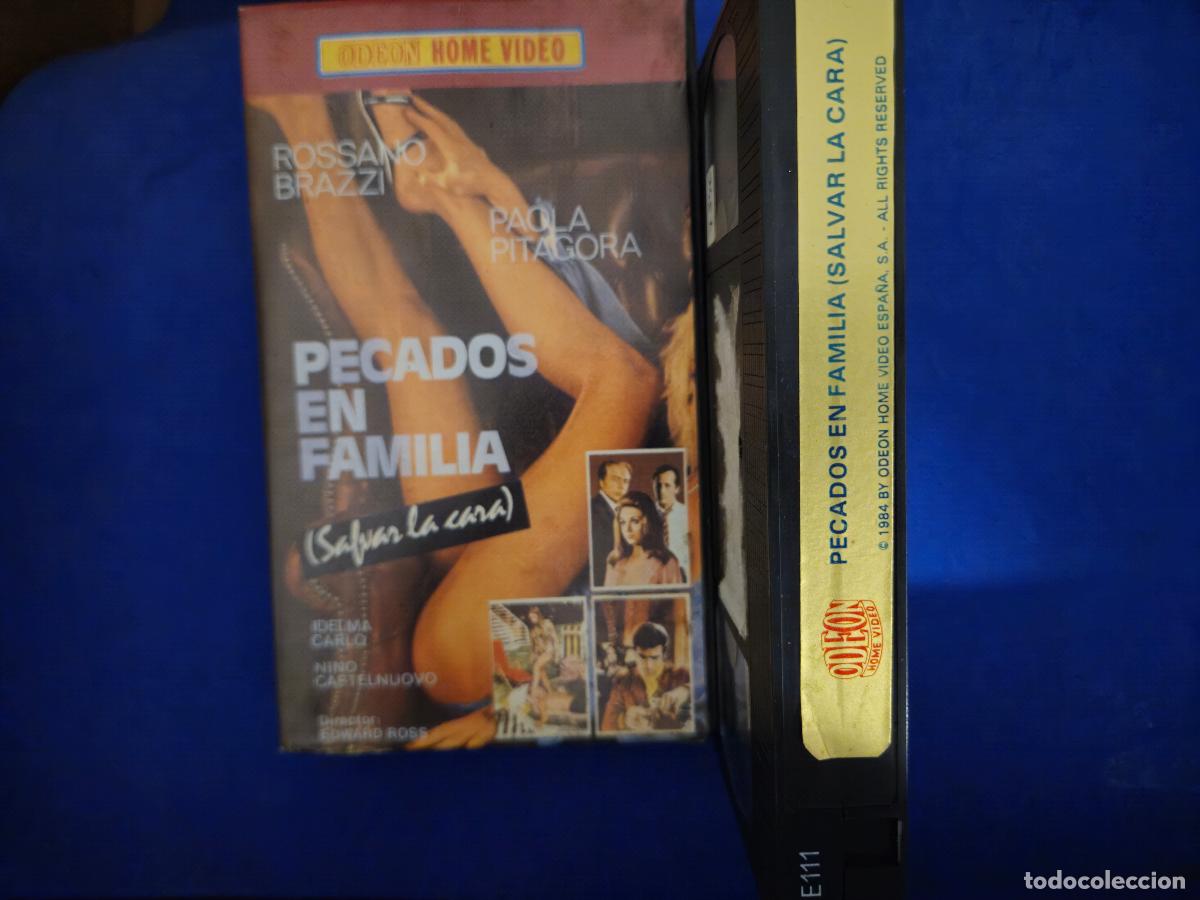 ODEON HOME VIDEO
ROSSANO
BRAZZI
PAOLA
PITAGORA
PECADOS
EN
FAMILIA
(Salvar la cara)
IDELMA
CARLO
NINO
CASTELNUOVO
Director:
EDWARD ROSS
PECADOS EN FAMILIA (SALVAR LA CARA)
© 1984 BY ODEON HOME VIDEO ESPAÑA, S.A. - ALL RIGHTS RESERVED
ODEON
HOME VIDEO
E111
todocoleccion